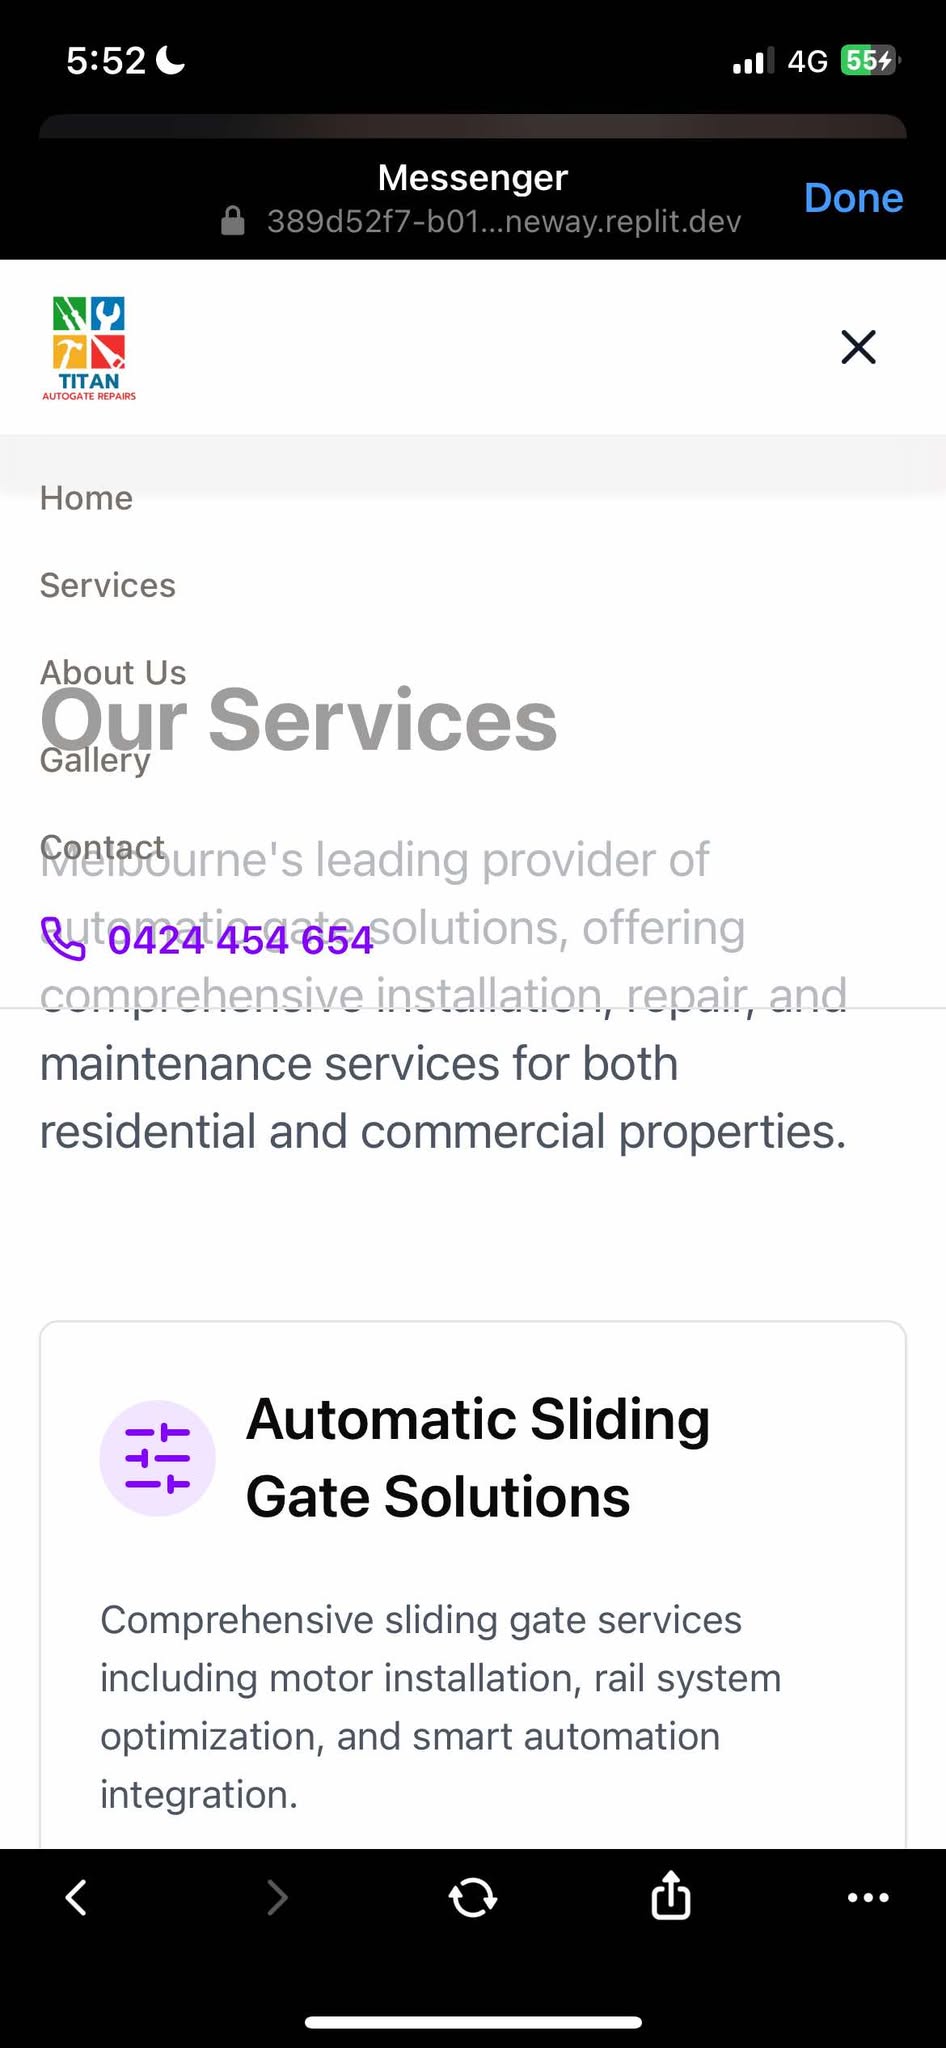 5:52
4G
55
Messenger
389d52f7-b01...neway.replit.dev
Done
TITAN
AUTOGATE REPAIRS
Home
Services
About Us
Our Services
Gallery
Contact
Melbourne's leading provider of
automatic gate solutions, offering
0424 454 654
comprehensive installation, repair, and
maintenance services for both
residential and commercial properties.
Automatic Sliding
Gate Solutions
Comprehensive sliding gate services
including motor installation, rail system
optimization, and smart automation
integration.